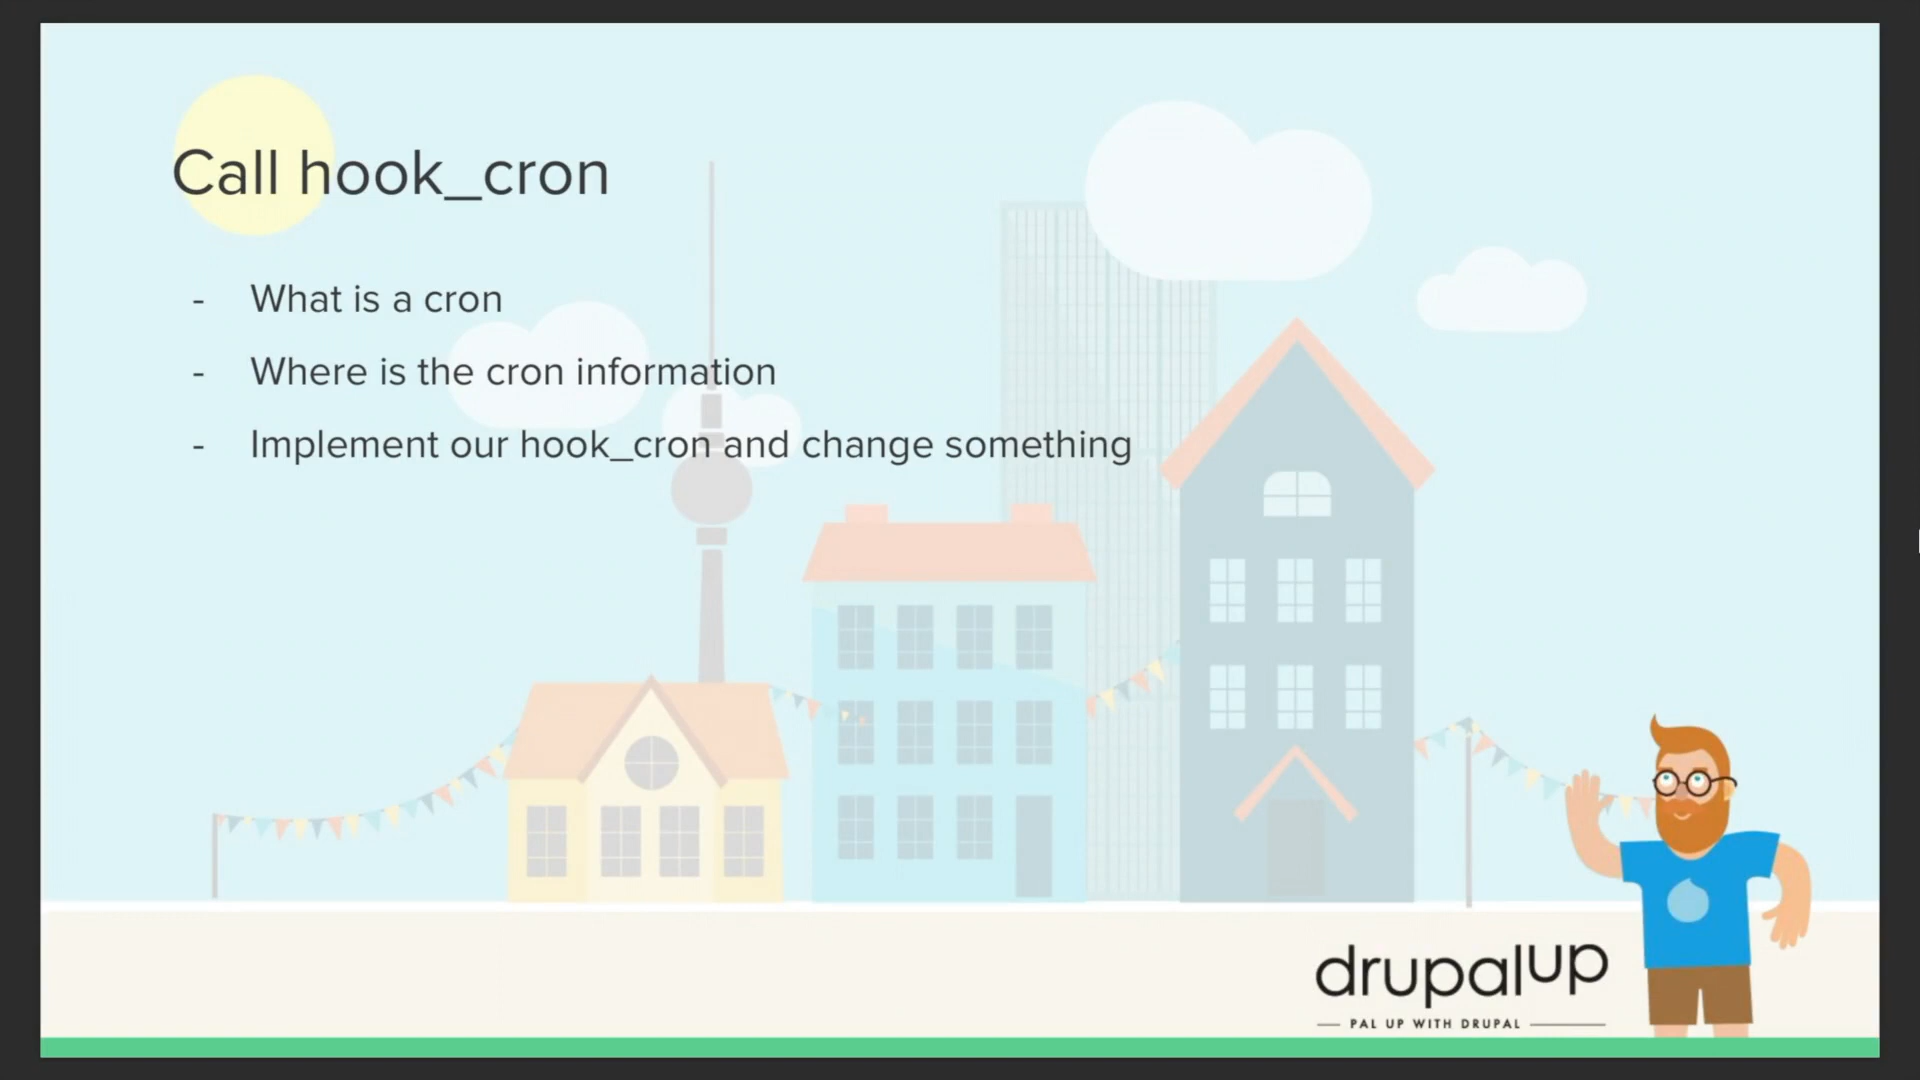 Call hook_cron
- What is a cron
- Where is the cron information
- Implement our hook_cron and change something
drupalup
PAL UP WITH DRUPAL